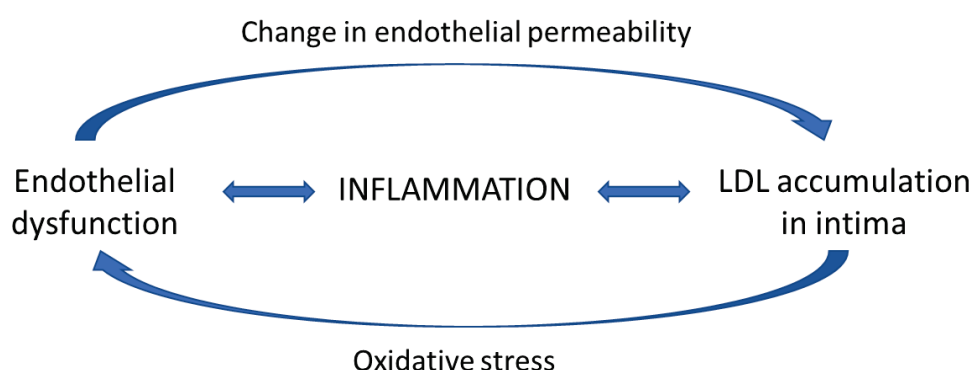 Change in endothelial permeability
Endothelial
dysfunction
INFLAMMATION
LDL accumulation
in intima
Oxidative stress